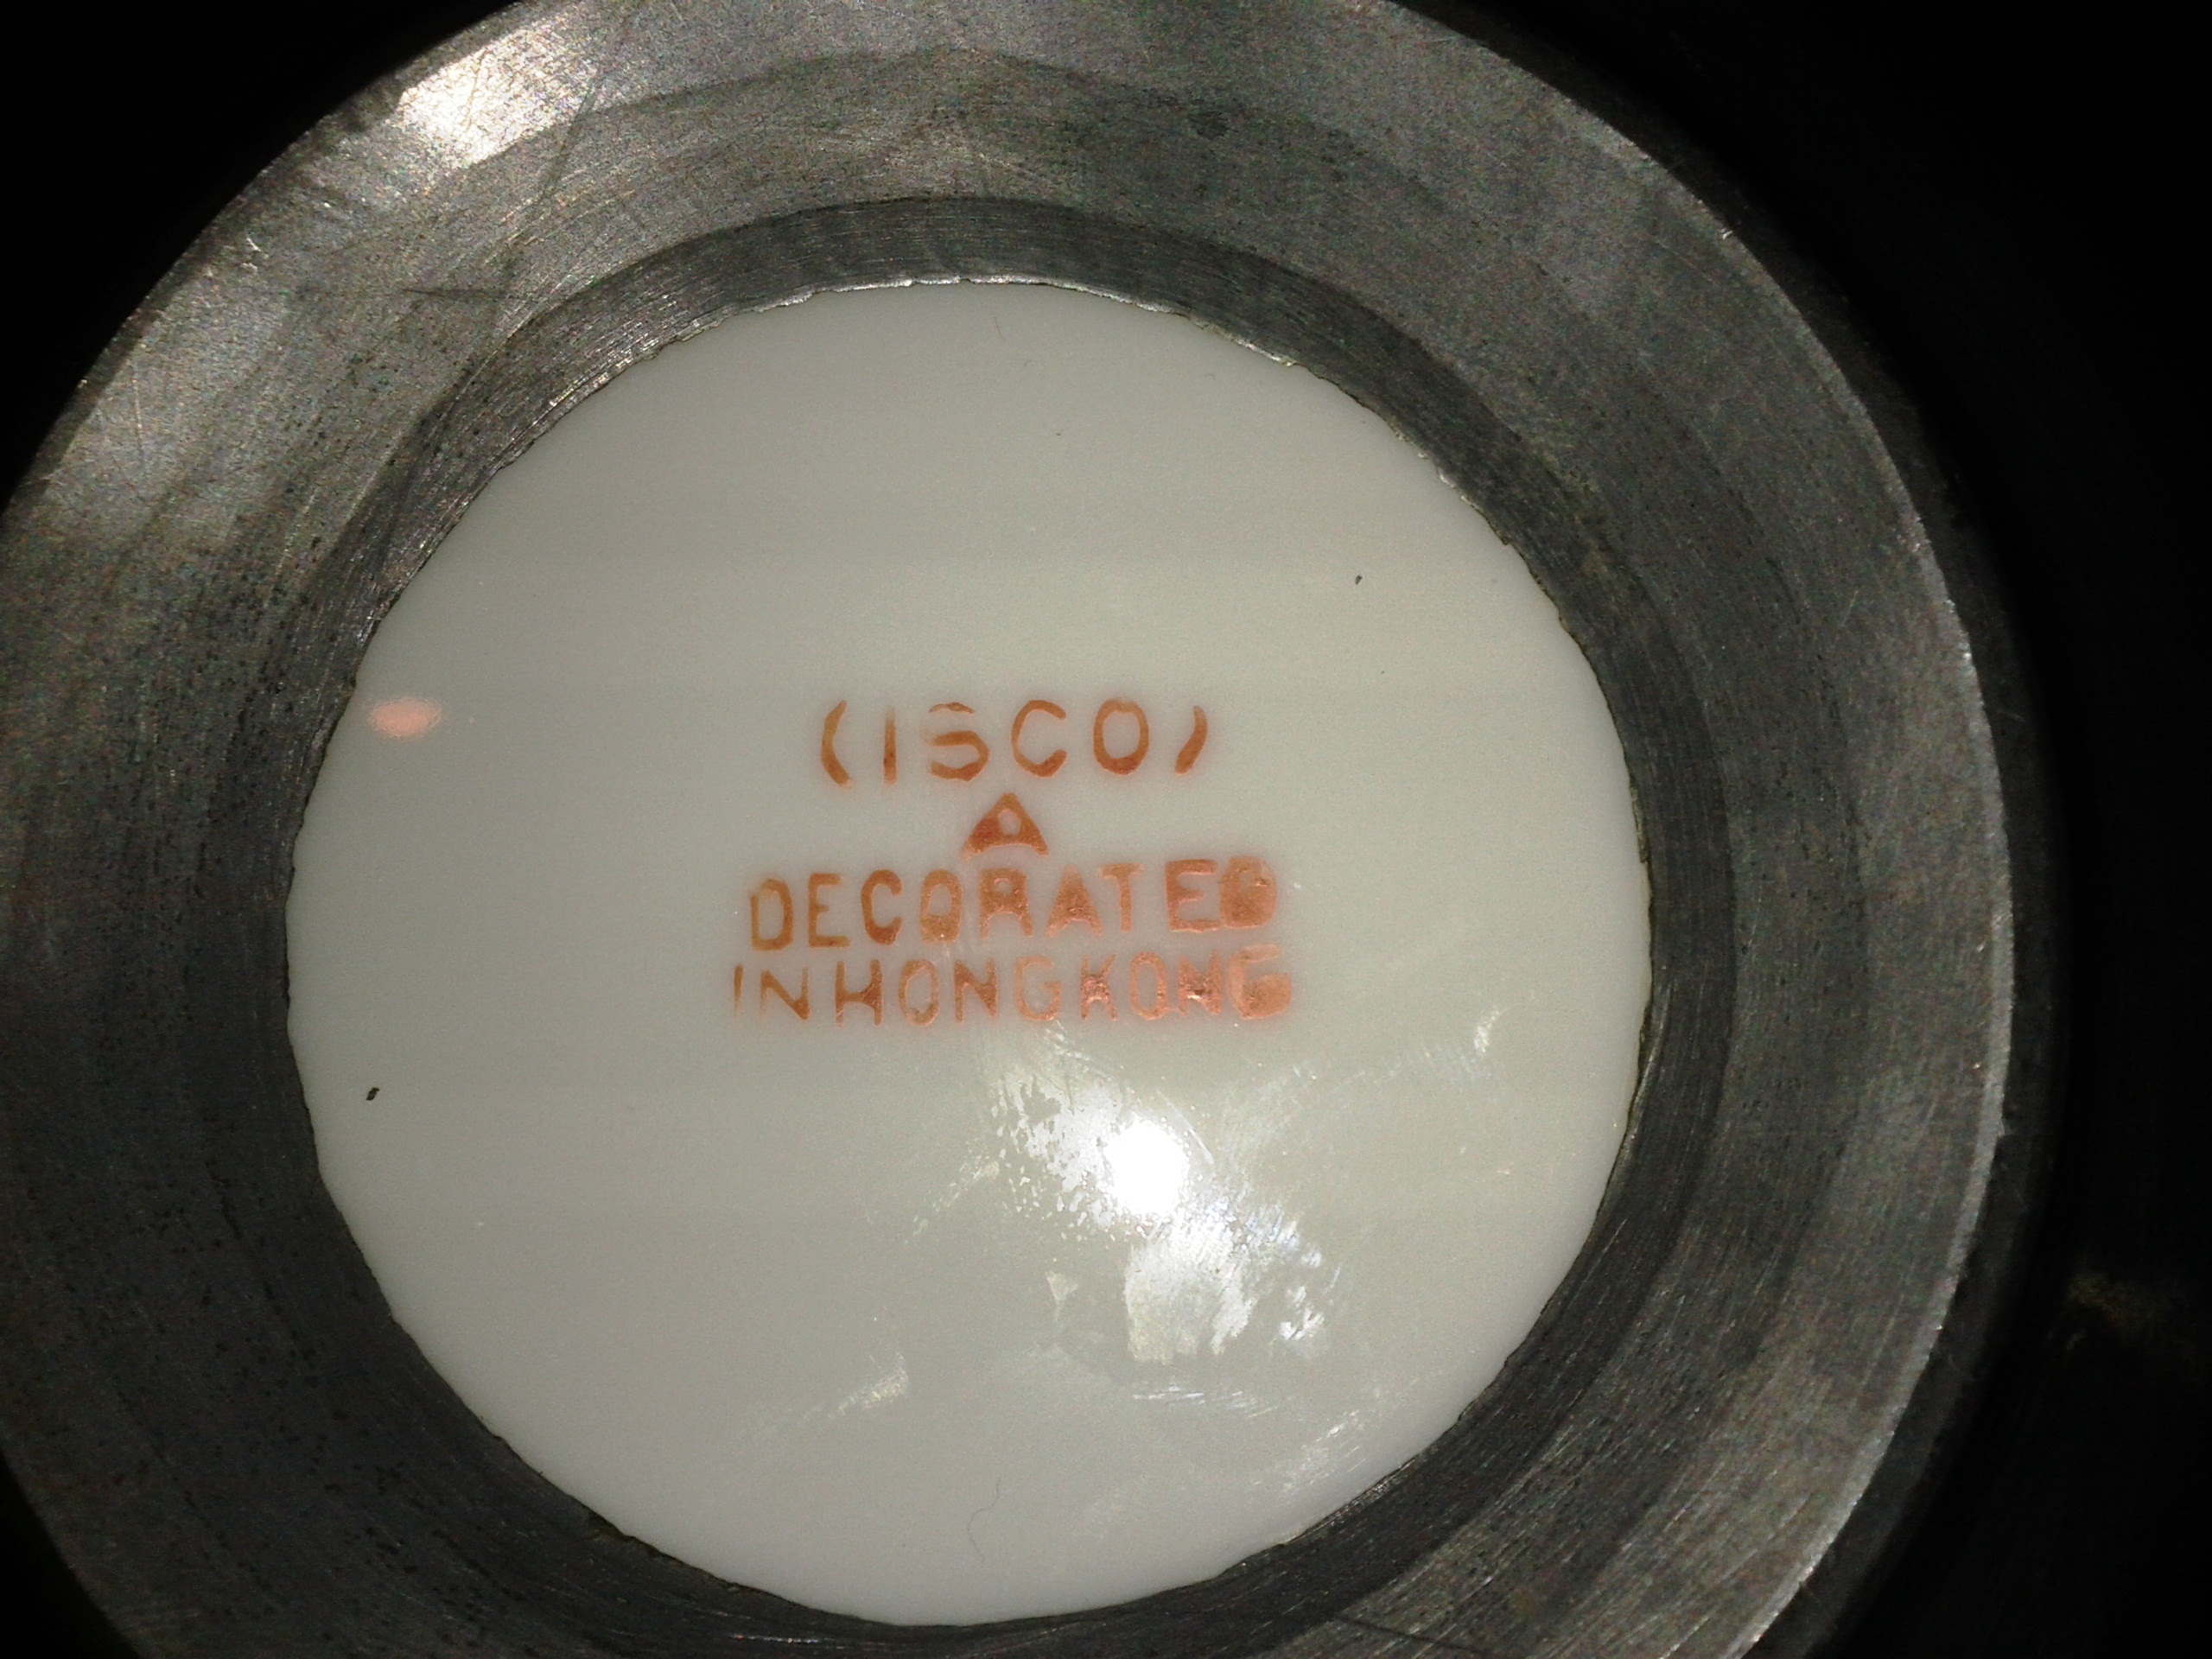 (ISCO)
A
DECORATED
IN HONG KONG